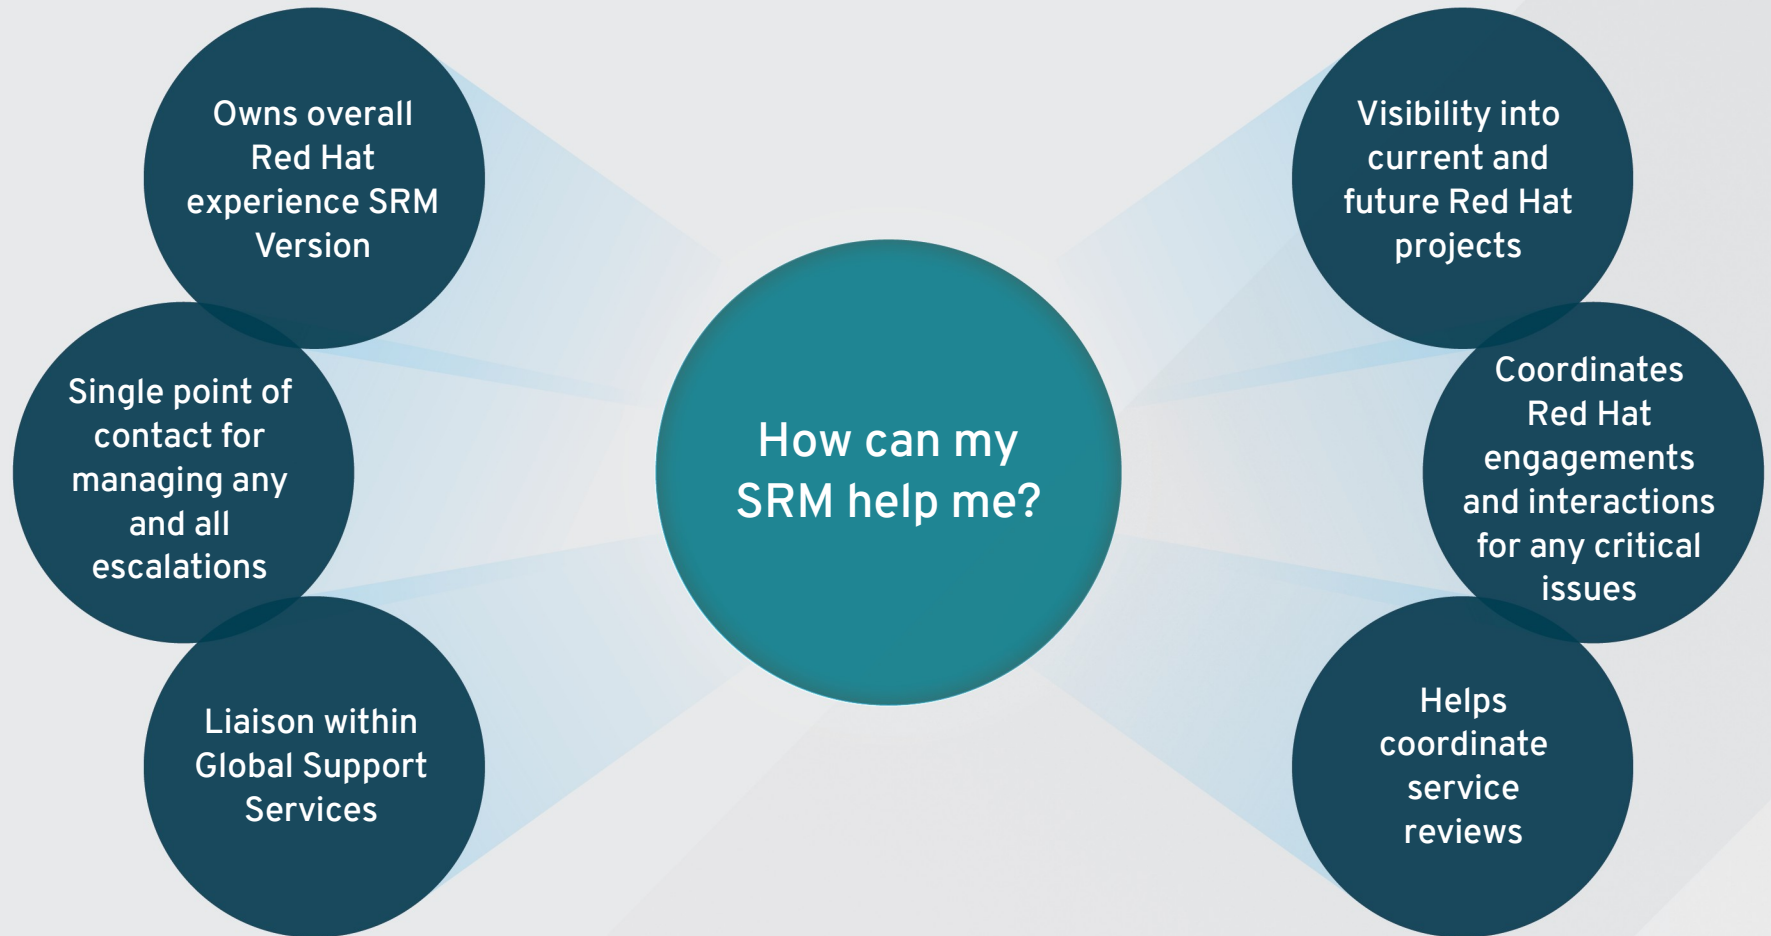 Owns overall
Red Hat
experience SRM
Version
Single point of
contact for
managing any
and all
escalations
Liaison within
Global Support
Services
How can my
SRM help me?
Visibility into
current and
future Red Hat
projects
Coordinates
Red Hat
engagements
and interactions
for any critical
issues
Helps
coordinate
service
reviews